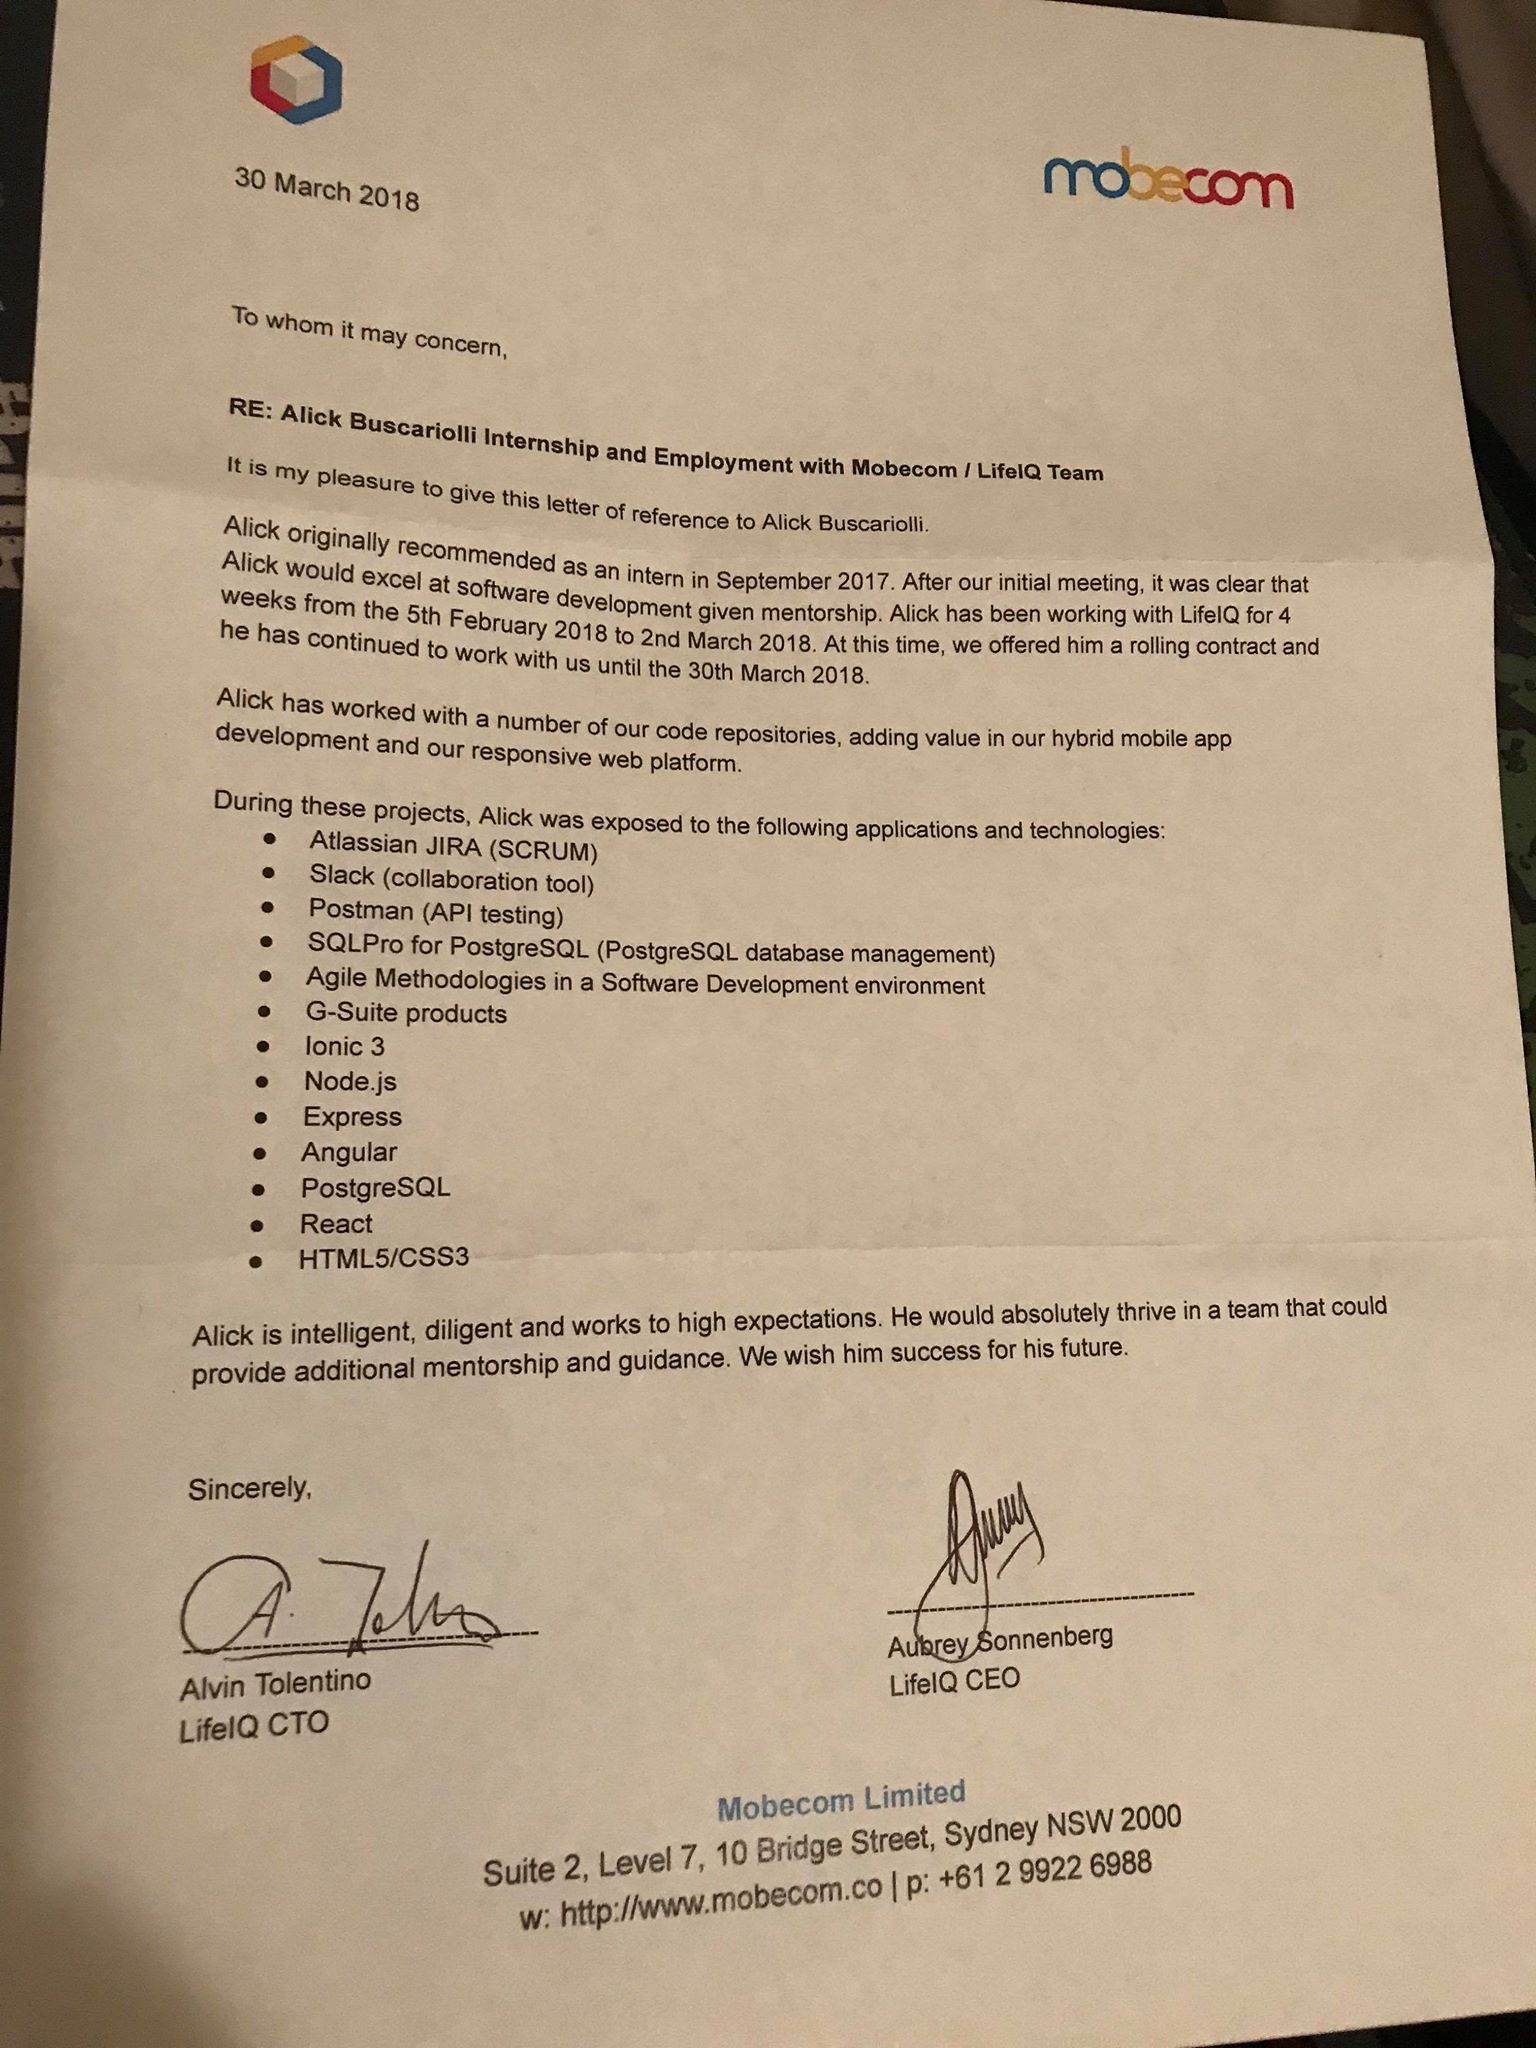 30 March 2018
mobecom
To whom it may concern,
RE: Alick Buscariolli Internship and Employment with Mobecom / LifeIQ Team
It is my pleasure to give this letter of reference to Alick Buscariolli.
Alick originally recommended as an intern in September 2017. After our initial meeting, it was clear that
Alick would excel at software development given mentorship. Alick has been working with LifeIQ for 4
weeks from the 5th February 2018 to 2nd March 2018. At this time, we offered him a rolling contract and
he has continued to work with us until the 30th March 2018.
Alick has worked with a number of our code repositories, adding value in our hybrid mobile app
development and our responsive web platform.
During these projects, Alick was exposed to the following applications and technologies:
● Atlassian JIRA (SCRUM)
● Slack (collaboration tool)
● Postman (API testing)
● SQLPro for PostgreSQL (PostgreSQL database management)
● Agile Methodologies in a Software Development environment
● G-Suite products
● Ionic 3
● Node.js
● Express
● Angular
● PostgreSQL
● React
● HTML5/CSS3
Alick is intelligent, diligent and works to high expectations. He would absolutely thrive in a team that could
provide additional mentorship and guidance. We wish him success for his future.
Sincerely,
Alvin Tolentino
LifeIQ CTO
Aubrey Sonnenberg
LifeIQ CEO
Mobecom Limited
Suite 2, Level 7, 10 Bridge Street, Sydney NSW 2000
w: http://www.mobecom.co | p: +61 2 9922 6988